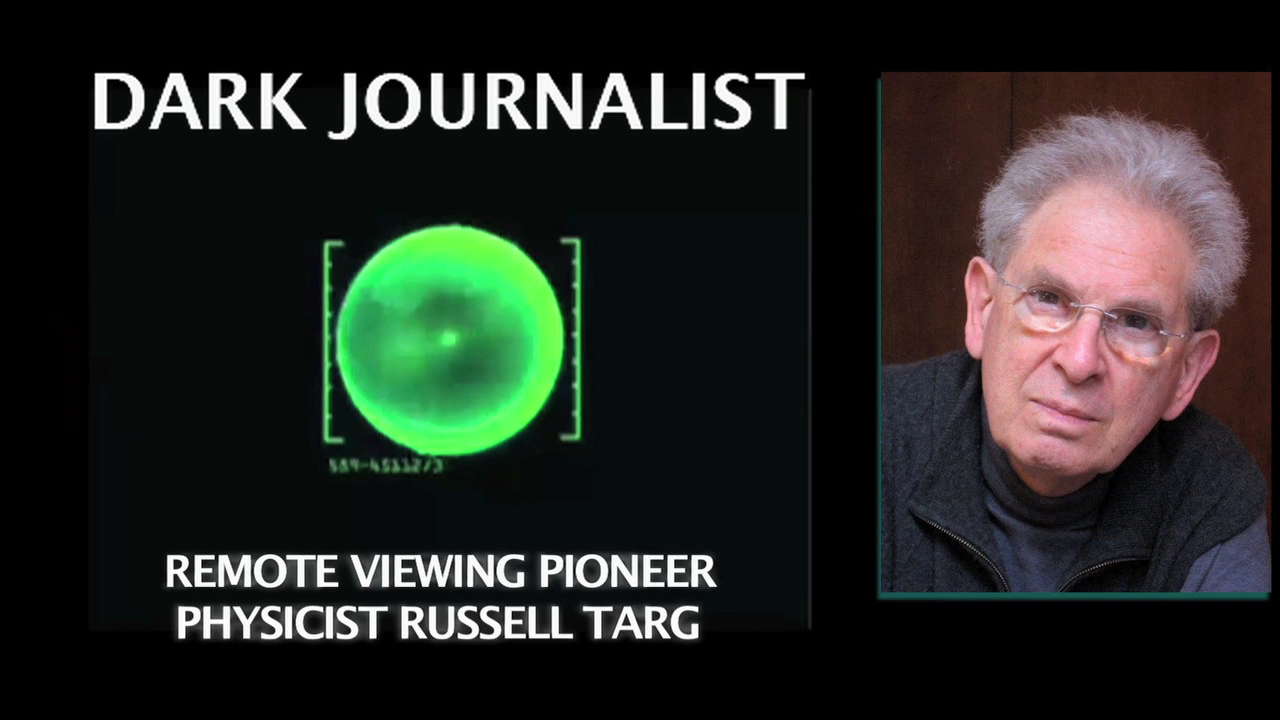 DARK JOURNALIST
REMOTE VIEWING PIONEER
PHYSICIST RUSSELL TARG